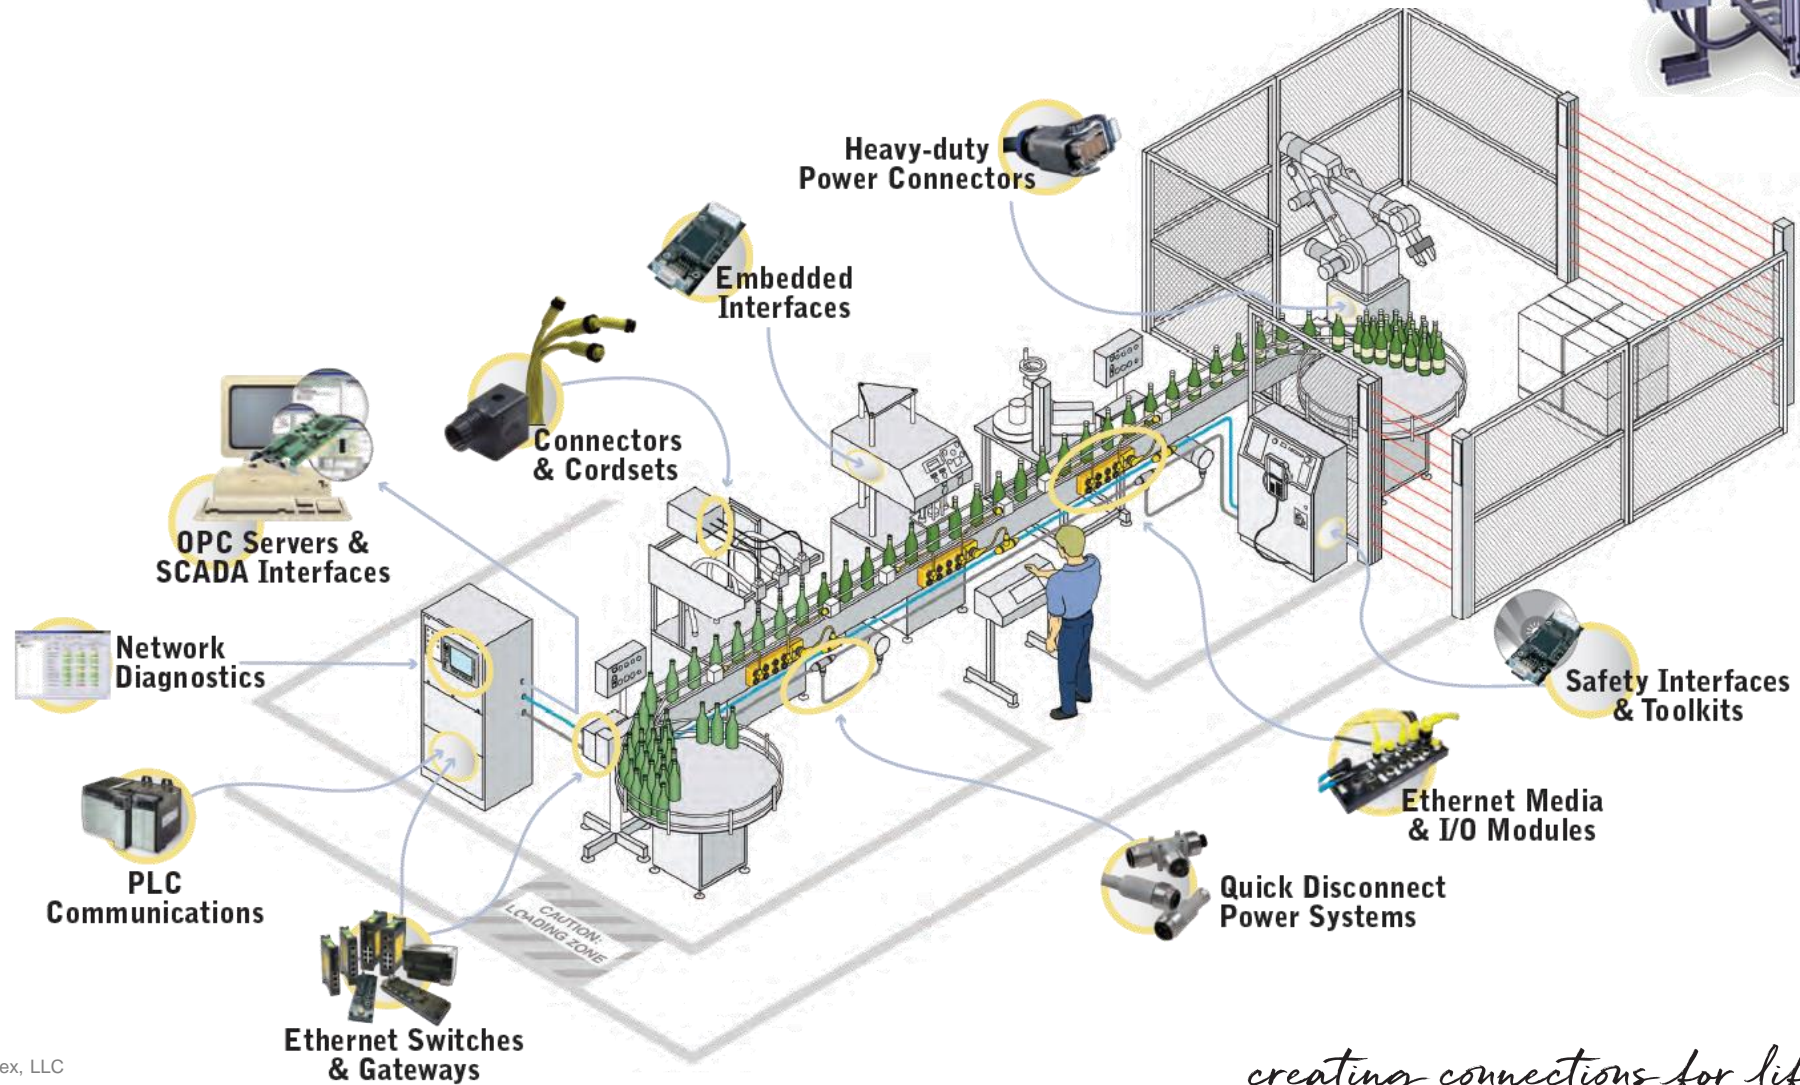 Heavy-duty
Power Connectors
Embedded
Interfaces
Connectors
& Cordsets
OPC Servers &
SCADA Interfaces
Network
Diagnostics
Safety Interfaces
& Toolkits
Ethernet Media
& I/O Modules
PLC
Communications
Quick Disconnect
Power Systems
CAUTION:
LOADING ZONE
Ethernet Switches
& Gateways
ex, LLC
creating connections for lif